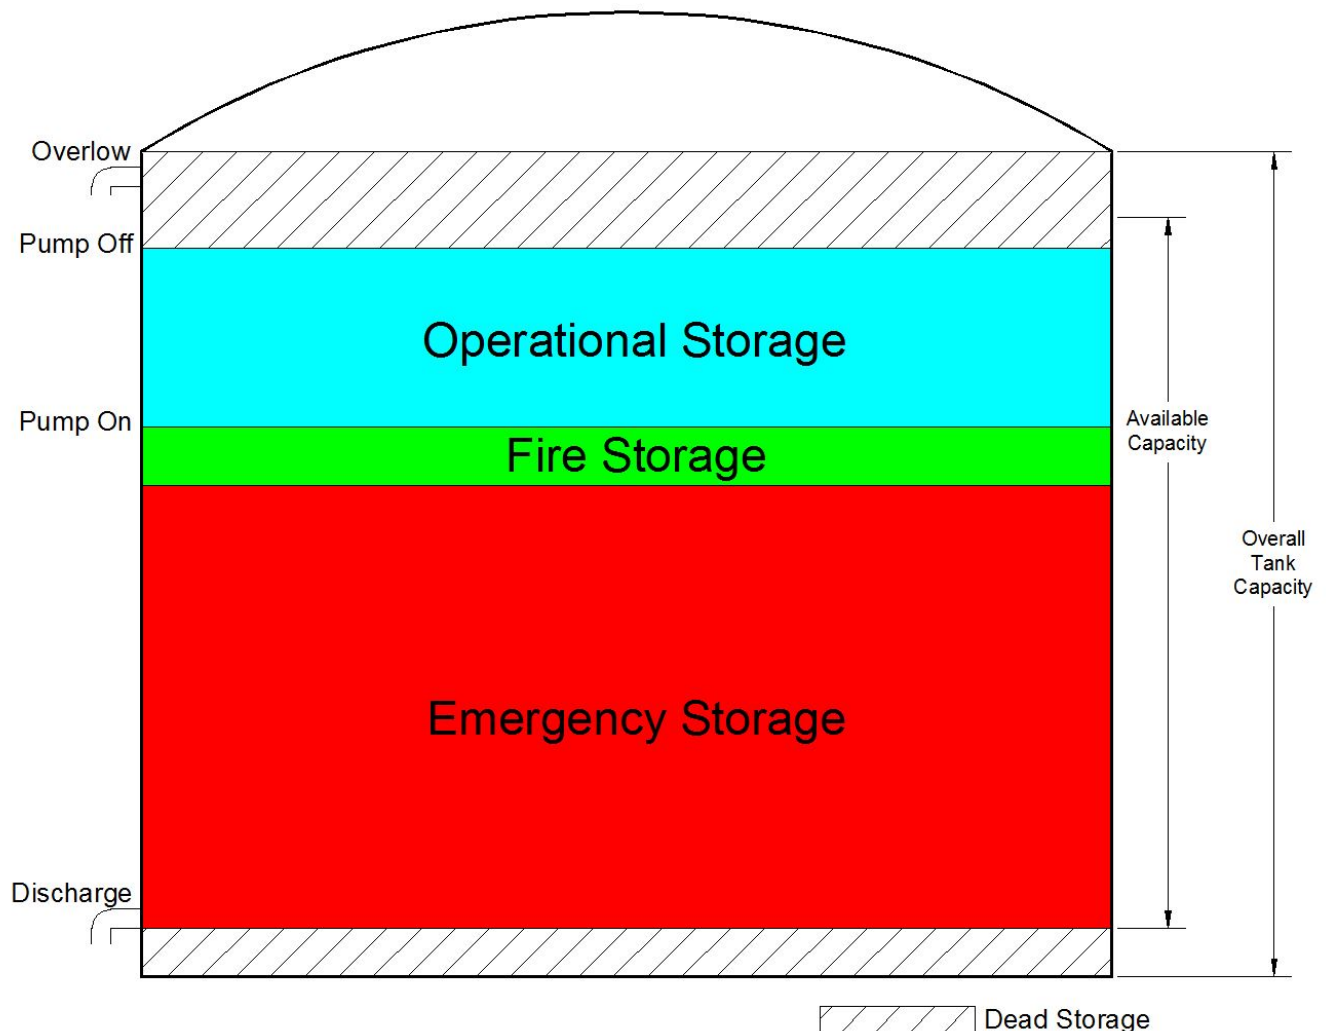 Overlow
Pump Off
Operational Storage
Pump On
Fire Storage
Available
Capacity
Overall
Tank
Capacity
Emergency Storage
Discharge
Dead Storage